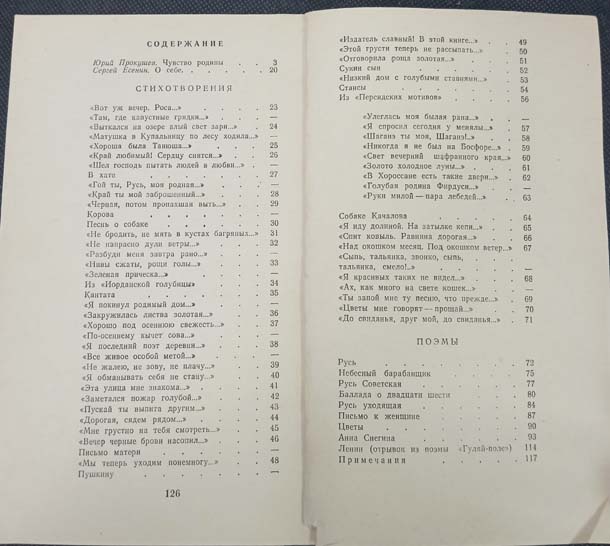 СОДЕРЖАНИЕ
Юрий Прокушев. Чувство родины . . 3
Сергей Есенин. О себе. . . . . . 20
СТИХОТВОРЕНИЯ
«Вот уж вечер. Роса...» . . . . 23
«Там, где капустные грядки...» . . . —
«Выткался на озере алый свет зари...» . 24
«Матушка в Купальницу по лесу ходила...» —
«Хороша была Танюша...» . . . 25
«Край любимый! Сердцу снятся...» . . 26
«Шел господь пытать людей в любви...» . —
В хате . . . . . . . 27
«Гой ты, Русь, моя родная...» . . . —
«Край ты мой заброшенный...» . . . 28
«Черная, потом пропахшая выть...» . . 29
Корова . . . . . . . —
Песнь о собаке . . . . . . 30
«Не бродить, не мять в кустах багряных...» 31
«Не напрасно дули ветры...» . . . 32
«Разбуди меня завтра рано...» . . . —
«Нивы сжаты, рощи голы...» . . . 33
«Зеленая прическа...» . . . . —
Из «Иорданской голубицы» . . . 34
Кантата . . . . . . . 35
«Я покинул родимый дом...» . . . —
«Закружилась листва золотая...» . . 36
«Хорошо под осеннюю свежесть...» . . 37
«По-осеннему кычет сова...» . . . —
«Я последний поэт деревни...» . . . 38
«Все живое особой метой...» . . . —
«Не жалею, не зову, не плачу...» . . 39
«Я обманывать себя не стану...» . . 40
«Эта улица мне знакома...» . . . 41
«Заметался пожар голубой...» . . . 42
«Пускай ты выпита другим...» . . . 43
«Дорогая, сядем рядом...» . . . 44
«Мне грустно на тебя смотреть...» . . 45
«Вечер черные брови насопил...» . . 46
Письмо матери . . . . . . —
«Мы теперь уходим понемногу...» . . 48
Пушкину . . . . . . . —
126
«Издатель славный! В этой книге...» . . 49
«Этой грусти теперь не рассыпать...» . . 50
«Отговорила роща золотая...» . . . 51
Сукин сын . . . . . . 52
«Низкий дом с голубыми ставнями...» . 53
Стансы . . . . . . . 54
Из «Персидских мотивов» . . . . 56
«Улеглась моя былая рана...» . . —
«Я спросил сегодня у менялы...» . . 57
«Шаганэ ты моя, Шаганэ!...» . . . 58
«Никогда я не был на Босфоре...» . . 59
«Свет вечерний шафранного края...» . 60
«Золото холодное луны...» . . . 61
«В Хороссане есть такие двери...» . . 62
«Голубая родина Фирдуси...» . . . 63
«Руки милой — пара лебедей...» . . 64
Собаке Качалова . . . . . . —
«Я иду долиной. На затылке кепи...» . . 65
«Спит ковыль. Равнина дорогая...» . . 66
«Над окошком месяц. Под окошком ветер...» 67
«Сыпь, тальянка, звонко, сыпь,
тальянка, смело!...» . . . . —
«Я красивых таких не видел...» . . . 68
«Ах, как много на свете кошек...» . . —
«Ты запой мне ту песню, что прежде...» . 69
«Цветы мне говорят — прощай...» . . 70
«До свиданья, друг мой, до свиданья...» . 71
ПОЭМЫ
Русь . . . . . . . 72
Небесный барабанщик . . . . 75
Русь Советская . . . . . 77
Баллада о двадцати шести . . . . 80
Русь уходящая . . . . . 84
Письмо к женщине . . . . . 87
Цветы . . . . . . . 90
Анна Снегина . . . . . . 93
Ленин (отрывок из поэмы «Гуляй-поле») 114
Примечания . . . . . . 117